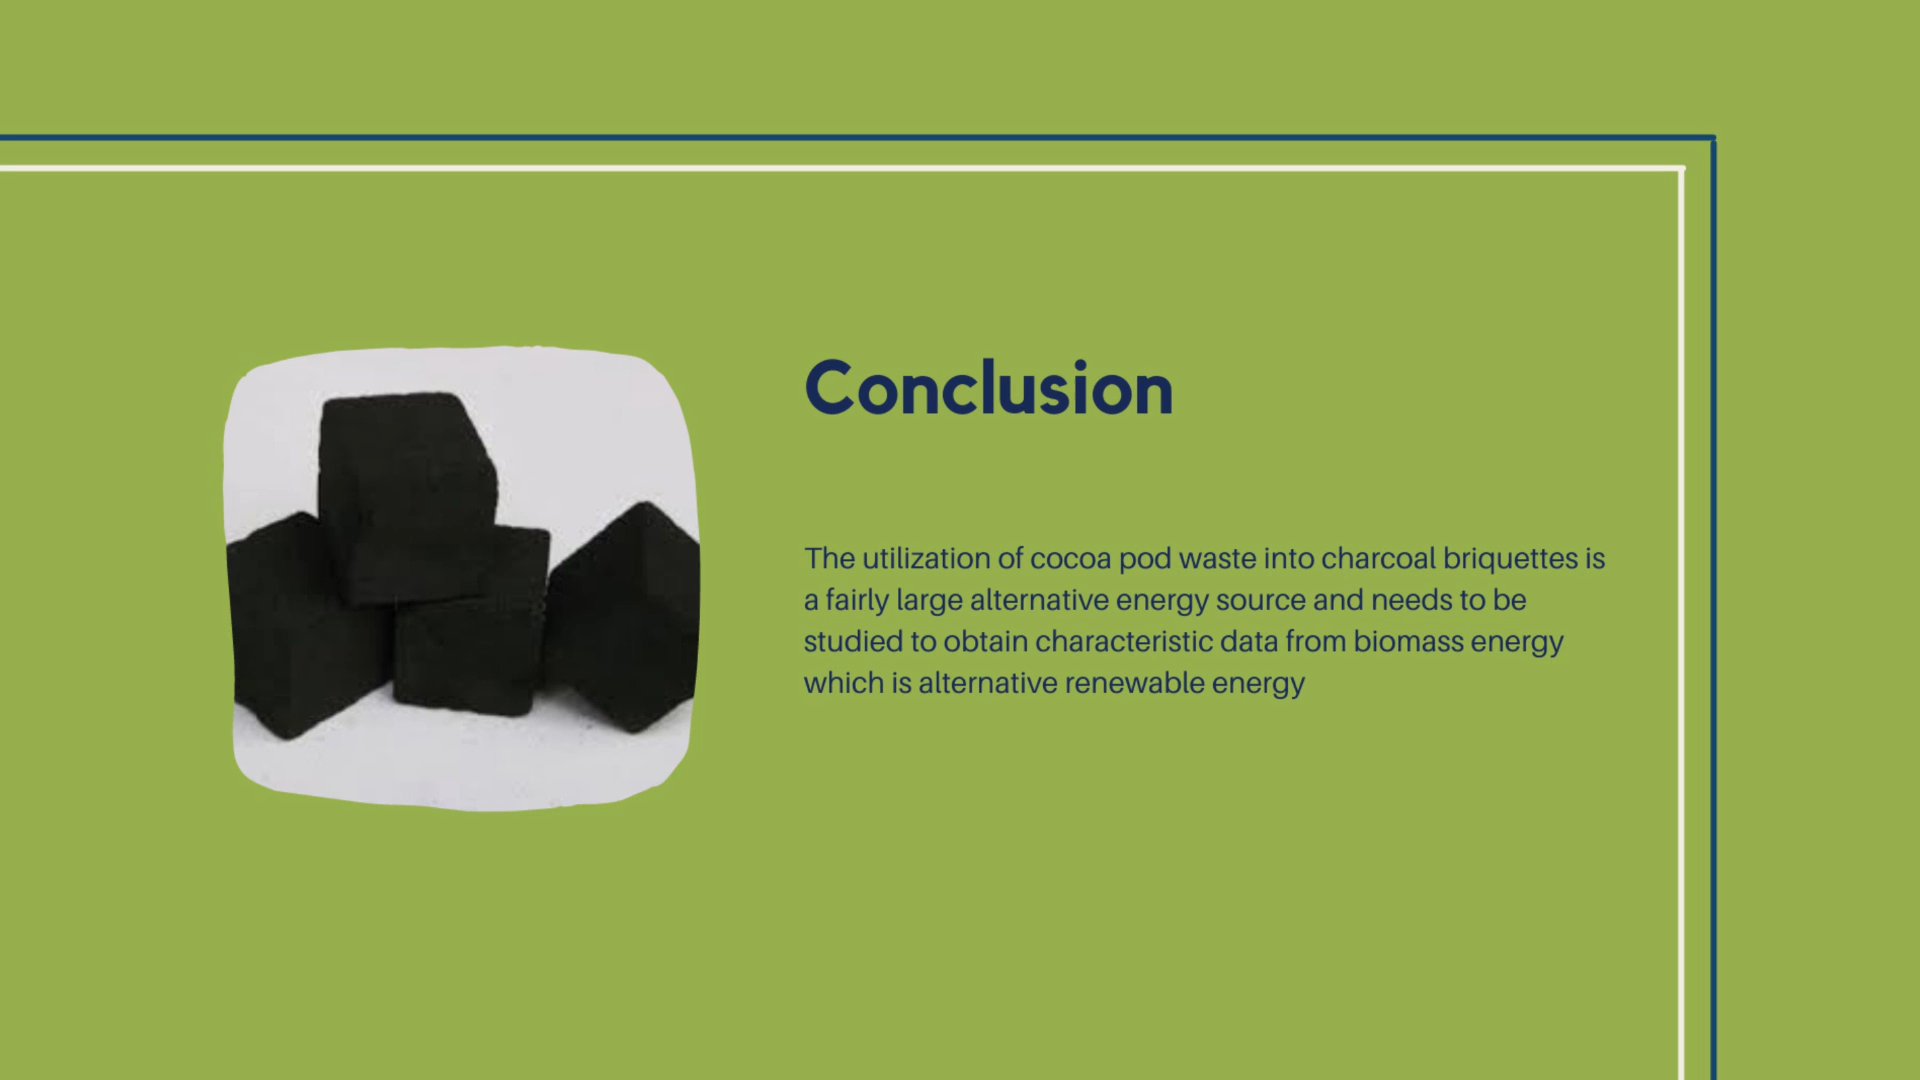 Conclusion
The utilization of cocoa pod waste into charcoal briquettes is
a fairly large alternative energy source and needs to be
studied to obtain characteristic data from biomass energy
which is alternative renewable energy